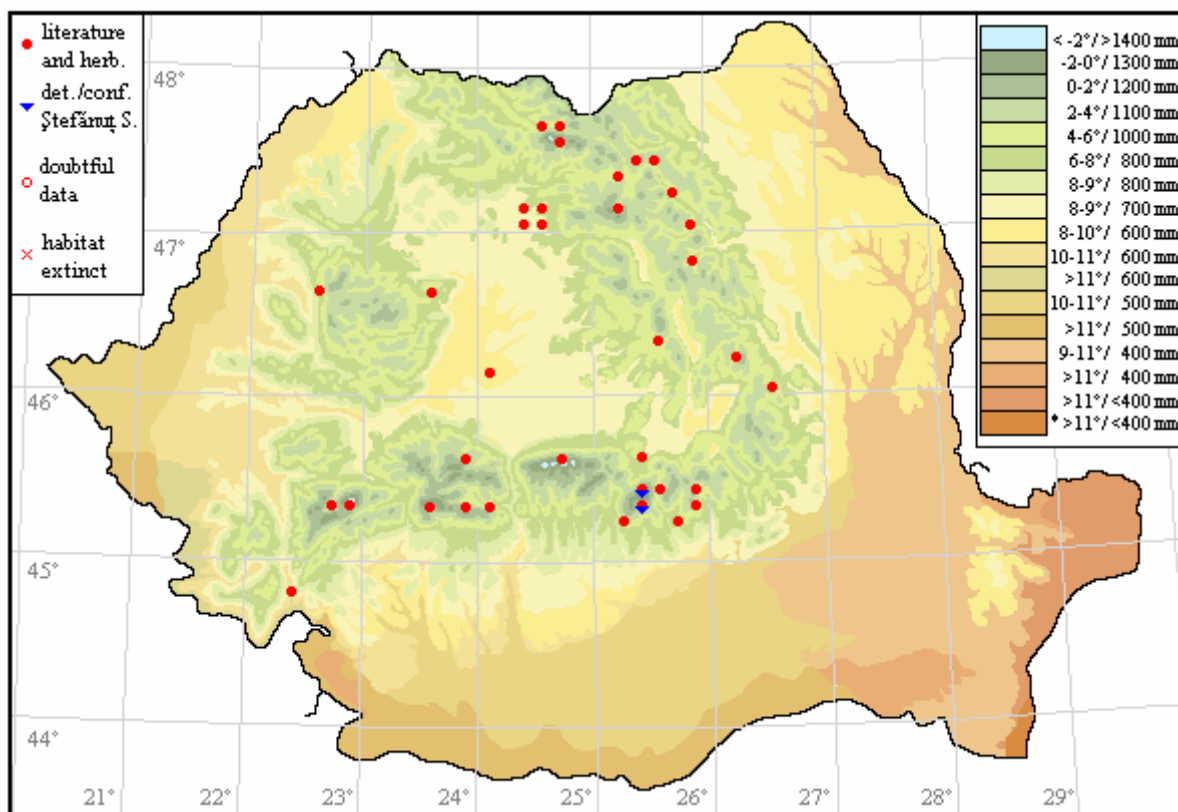 literature
and herb.
det./conf.
Ștefănuț S.
doubtful
data
habitat
extinct
< -2°/>1400 mm
-2-0°/ 1300 mm
0-2°/ 1200 mm
2-4°/ 1100 mm
4-6°/ 1000 mm
6-8°/ 800 mm
8-9°/ 800 mm
8-9°/ 700 mm
8-10°/ 600 mm
10-11°/ 600 mm
>11°/ 600 mm
10-11°/ 500 mm
>11°/ 500 mm
9-11°/ 400 mm
>11°/ 400 mm
>11°/<400 mm
* >11°/<400 mm
48°
47°
46°
45°
44°
21°
22°
23°
24°
25°
26°
27°
28°
29°